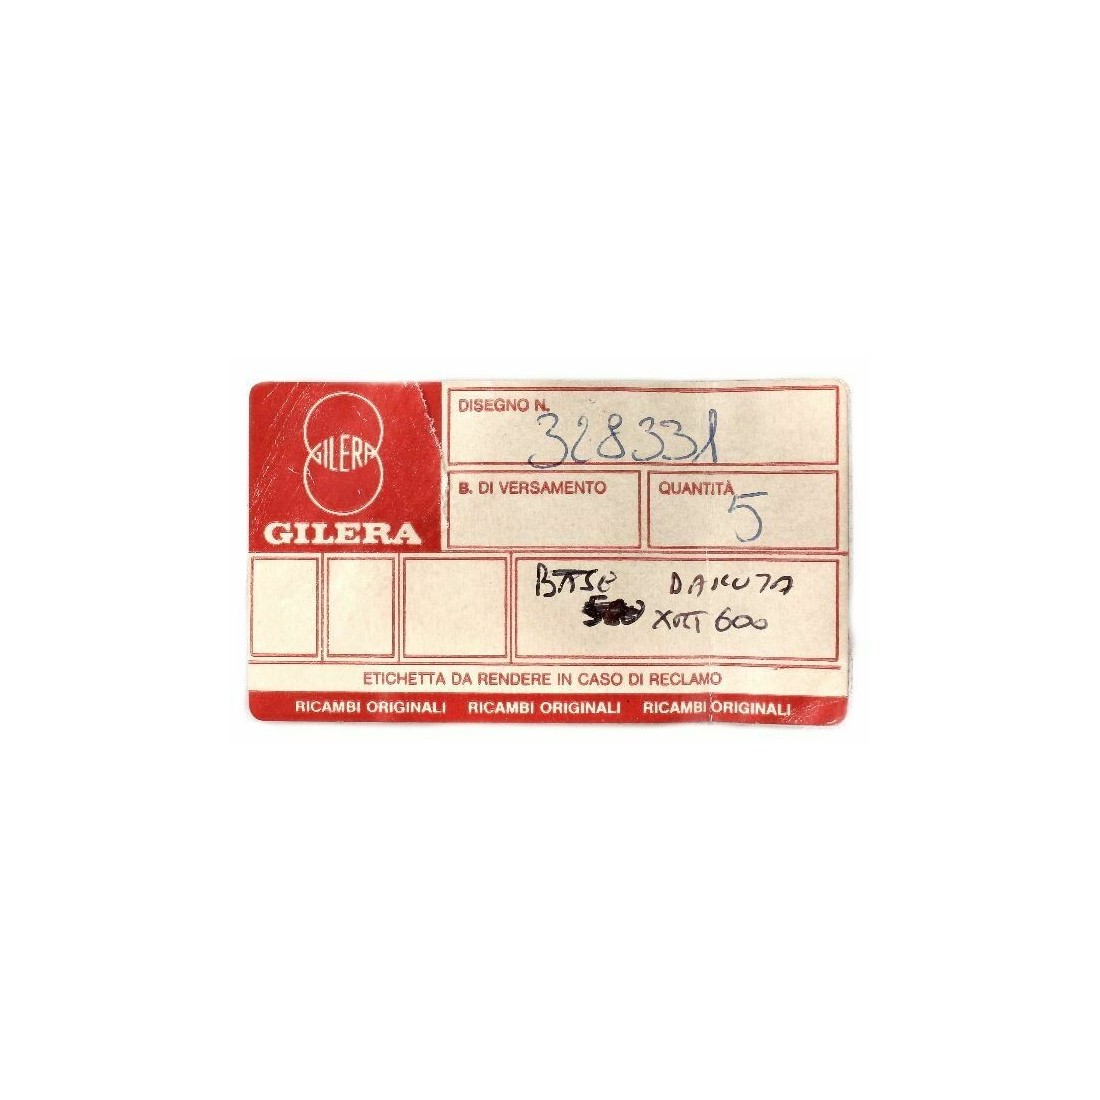 GILERA
GILERA
DISEGNO N.
328331
B. DI VERSAMENTO
QUANTITÀ
5
BASE DAKOTA
500 XRT 600
ETICHETTA DA RENDERE IN CASO DI RECLAMO
RICAMBI ORIGINALI RICAMBI ORIGINALI RICAMBI ORIGINALI